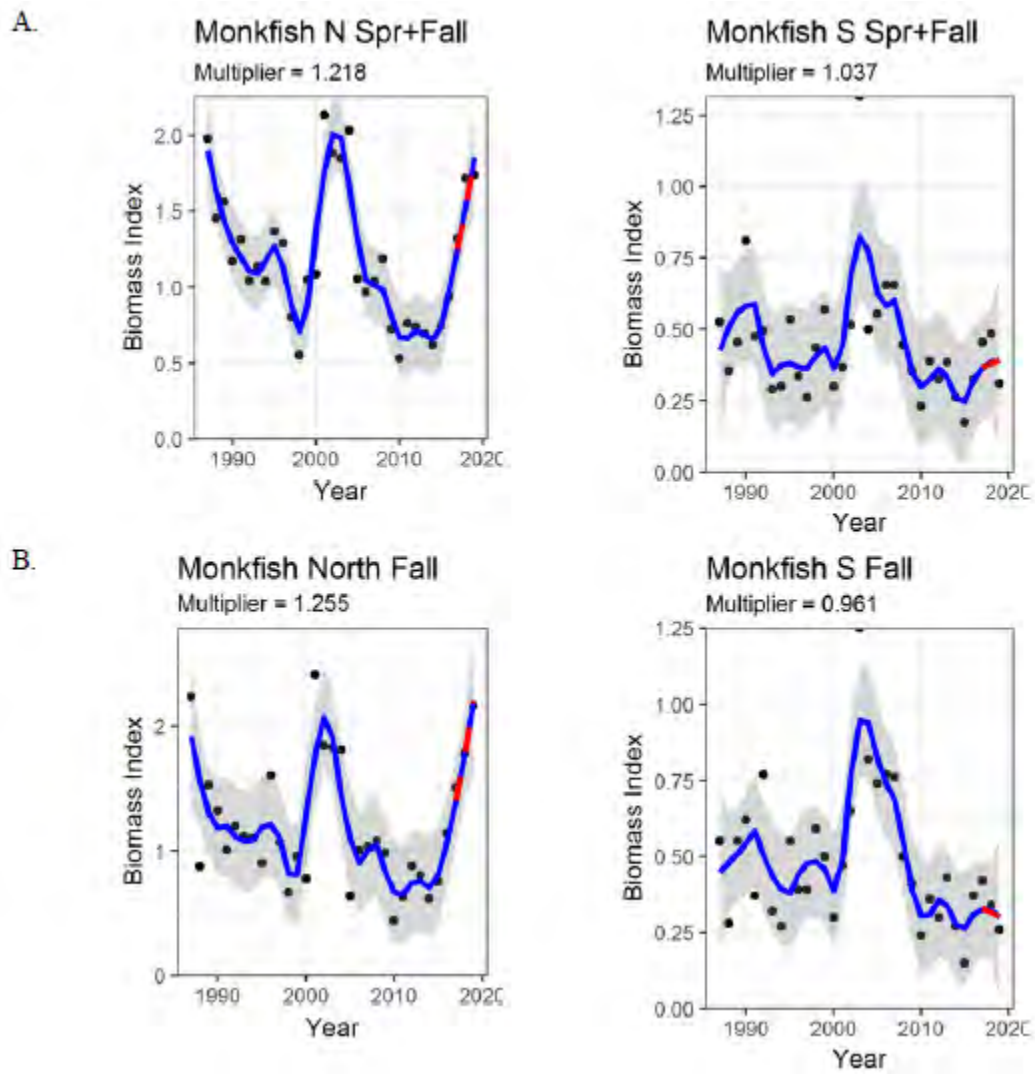 A.
Monkfish N Spr+Fall
Multiplier = 1.218
Biomass Index
2.0
1.5
1.0
0.5
0.0
1990 2000 2010 202C
Year
Monkfish S Spr+Fall
Multiplier = 1.037
Biomass Index
1.25
1.00
0.75
0.50
0.25
0.00
1990 2000 2010 202C
Year
B.
Monkfish North Fall
Multiplier = 1.255
Biomass Index
2
1
0
1990 2000 2010 202C
Year
Monkfish S Fall
Multiplier = 0.961
Biomass Index
1.25
1.00
0.75
0.50
0.25
0.00
1990 2000 2010 202C
Year